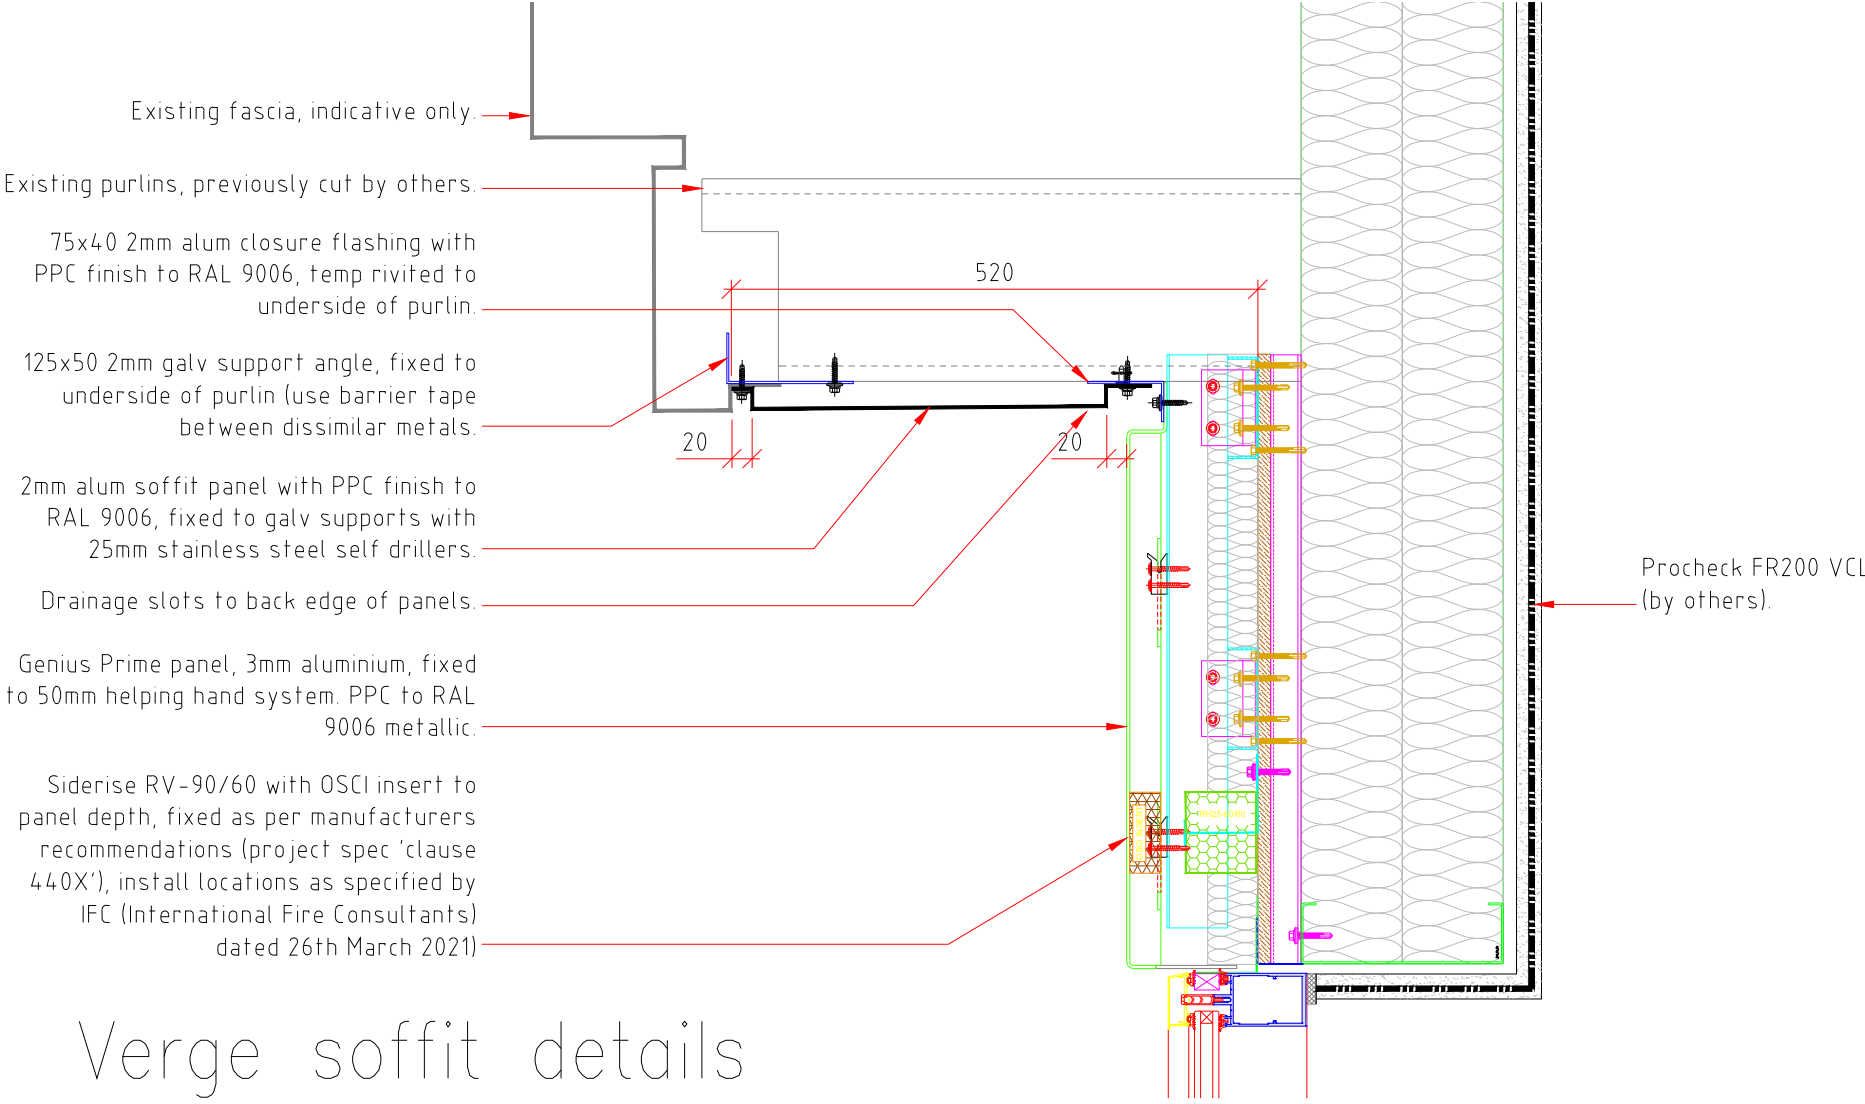 Existing fascia, indicative only.
Existing purlins, previously cut by others.
75x40 2mm alum closure flashing with
PPC finish to RAL 9006, temp rivited to
underside of purlin.
520
125x50 2mm galv support angle, fixed to
underside of purlin (use barrier tape
between dissimilar metals.
20
20
2mm alum soffit panel with PPC finish to
RAL 9006, fixed to galv supports with
25mm stainless steel self drillers.
Drainage slots to back edge of panels.
Procheck FR200 VCL
(by others).
Genius Prime panel, 3mm aluminium, fixed
to 50mm helping hand system. PPC to RAL
9006 metallic.
Siderise RV-90/60 with OSCI insert to
panel depth, fixed as per manufacturers
recommendations (project spec 'clause
440X'), install locations as specified by
IFC (International Fire Consultants)
dated 26th March 2021)
Verge soffit details